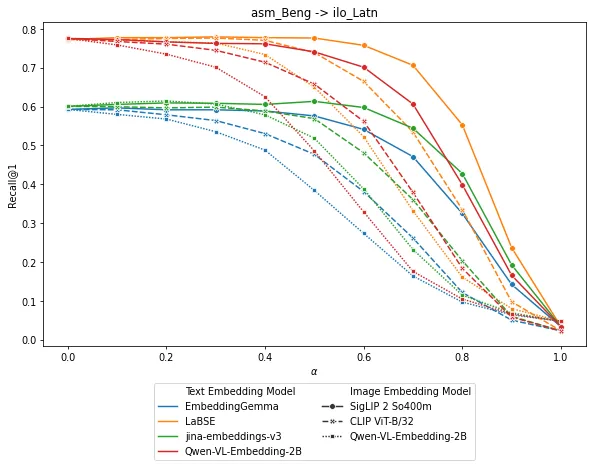 asm_Beng -> ilo_Latn
Recall@1
0.8
0.7
0.6
0.5
0.4
0.3
0.2
0.1
0.0
0.0 0.2 0.4 0.6 0.8 1.0
α
Text Embedding Model
EmbeddingGemma
LaBSE
jina-embeddings-v3
Qwen-VL-Embedding-2B
Image Embedding Model
SigLIP 2 So400m
CLIP ViT-B/32
Qwen-VL-Embedding-2B